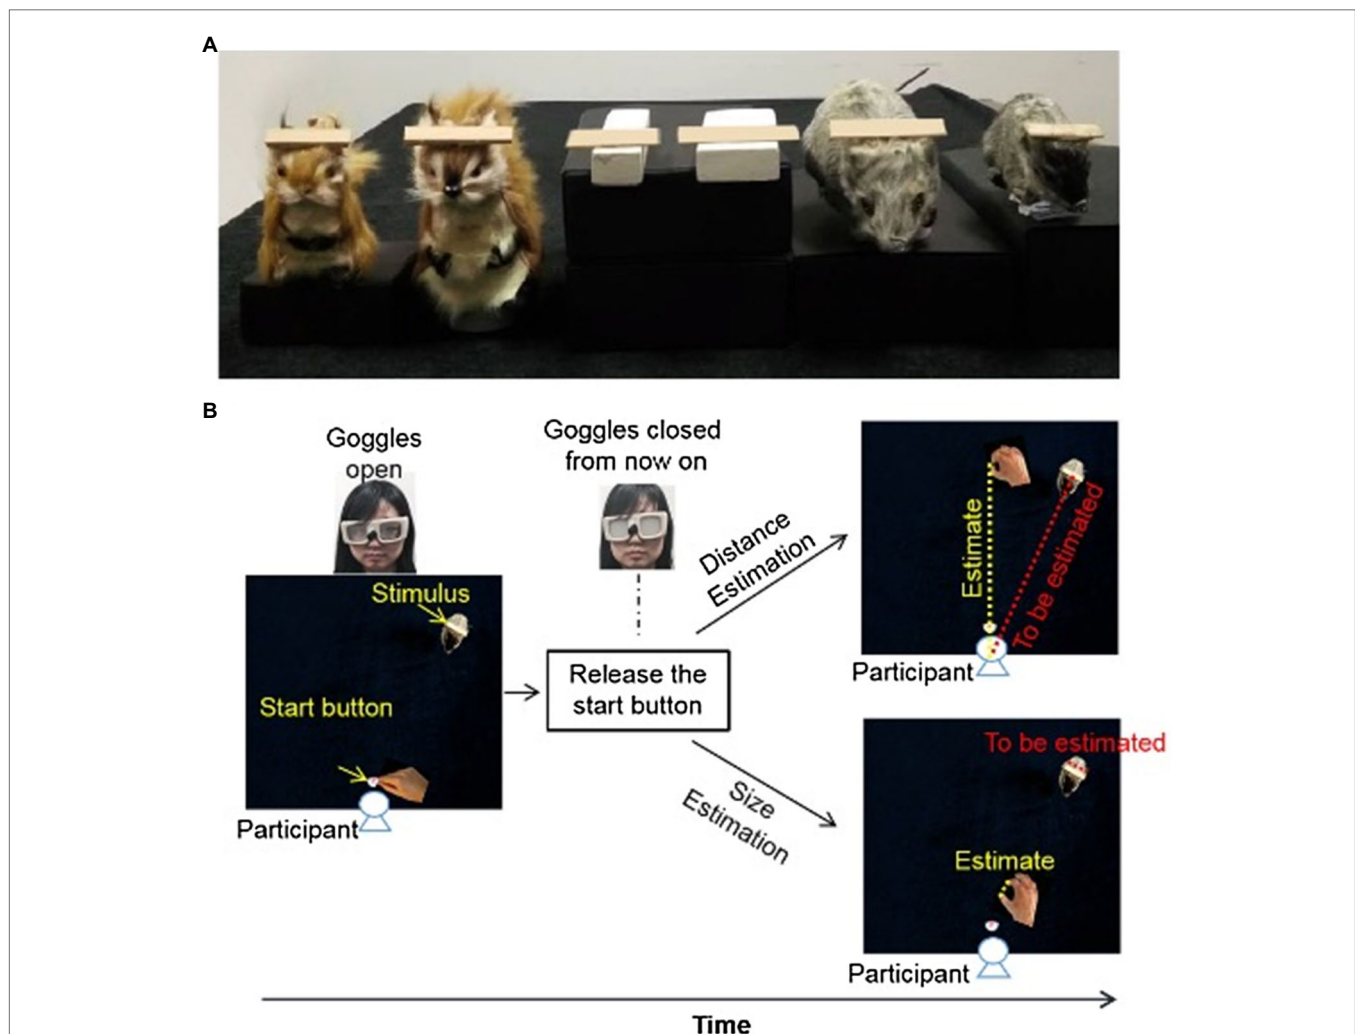 A
B
Goggles
open
Goggles closed
from now on
Stimulus
Start button
Participant
Release the
start button
Distance
Estimation
Size
Estimation
Estimate
To be estimated
Participant
To be estimated
Estimate
Participant
Time